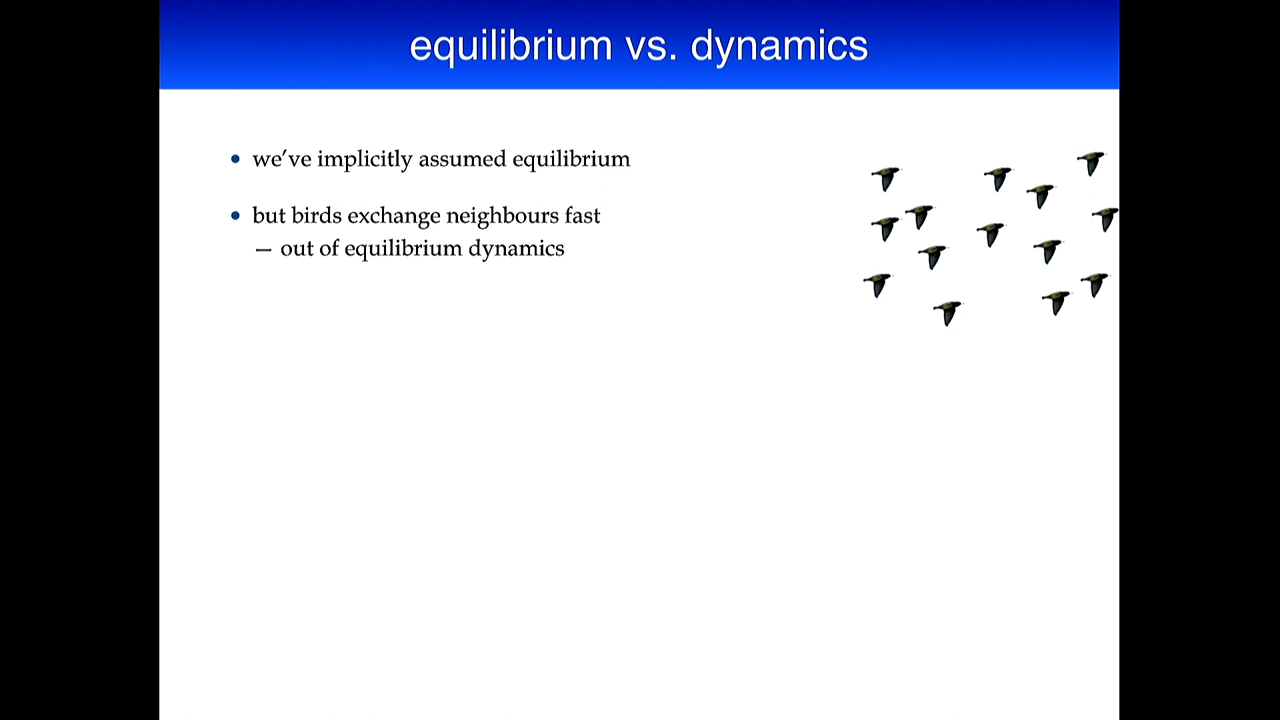 equilibrium vs. dynamics
• we've implicitly assumed equilibrium
• but birds exchange neighbours fast
— out of equilibrium dynamics